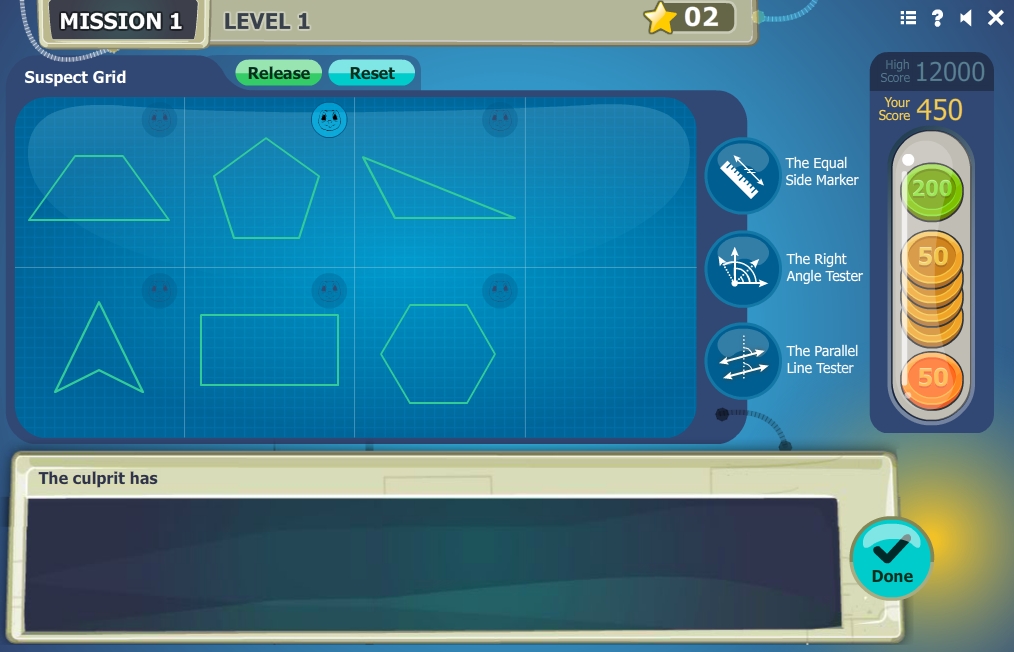 MISSION 1
LEVEL 1
02
Suspect Grid
Release
Reset
High
Score
12000
Your
Score
450
The Equal
Side Marker
The Right
Angle Tester
The Parallel
Line Tester
200
50
50
The culprit has
Done